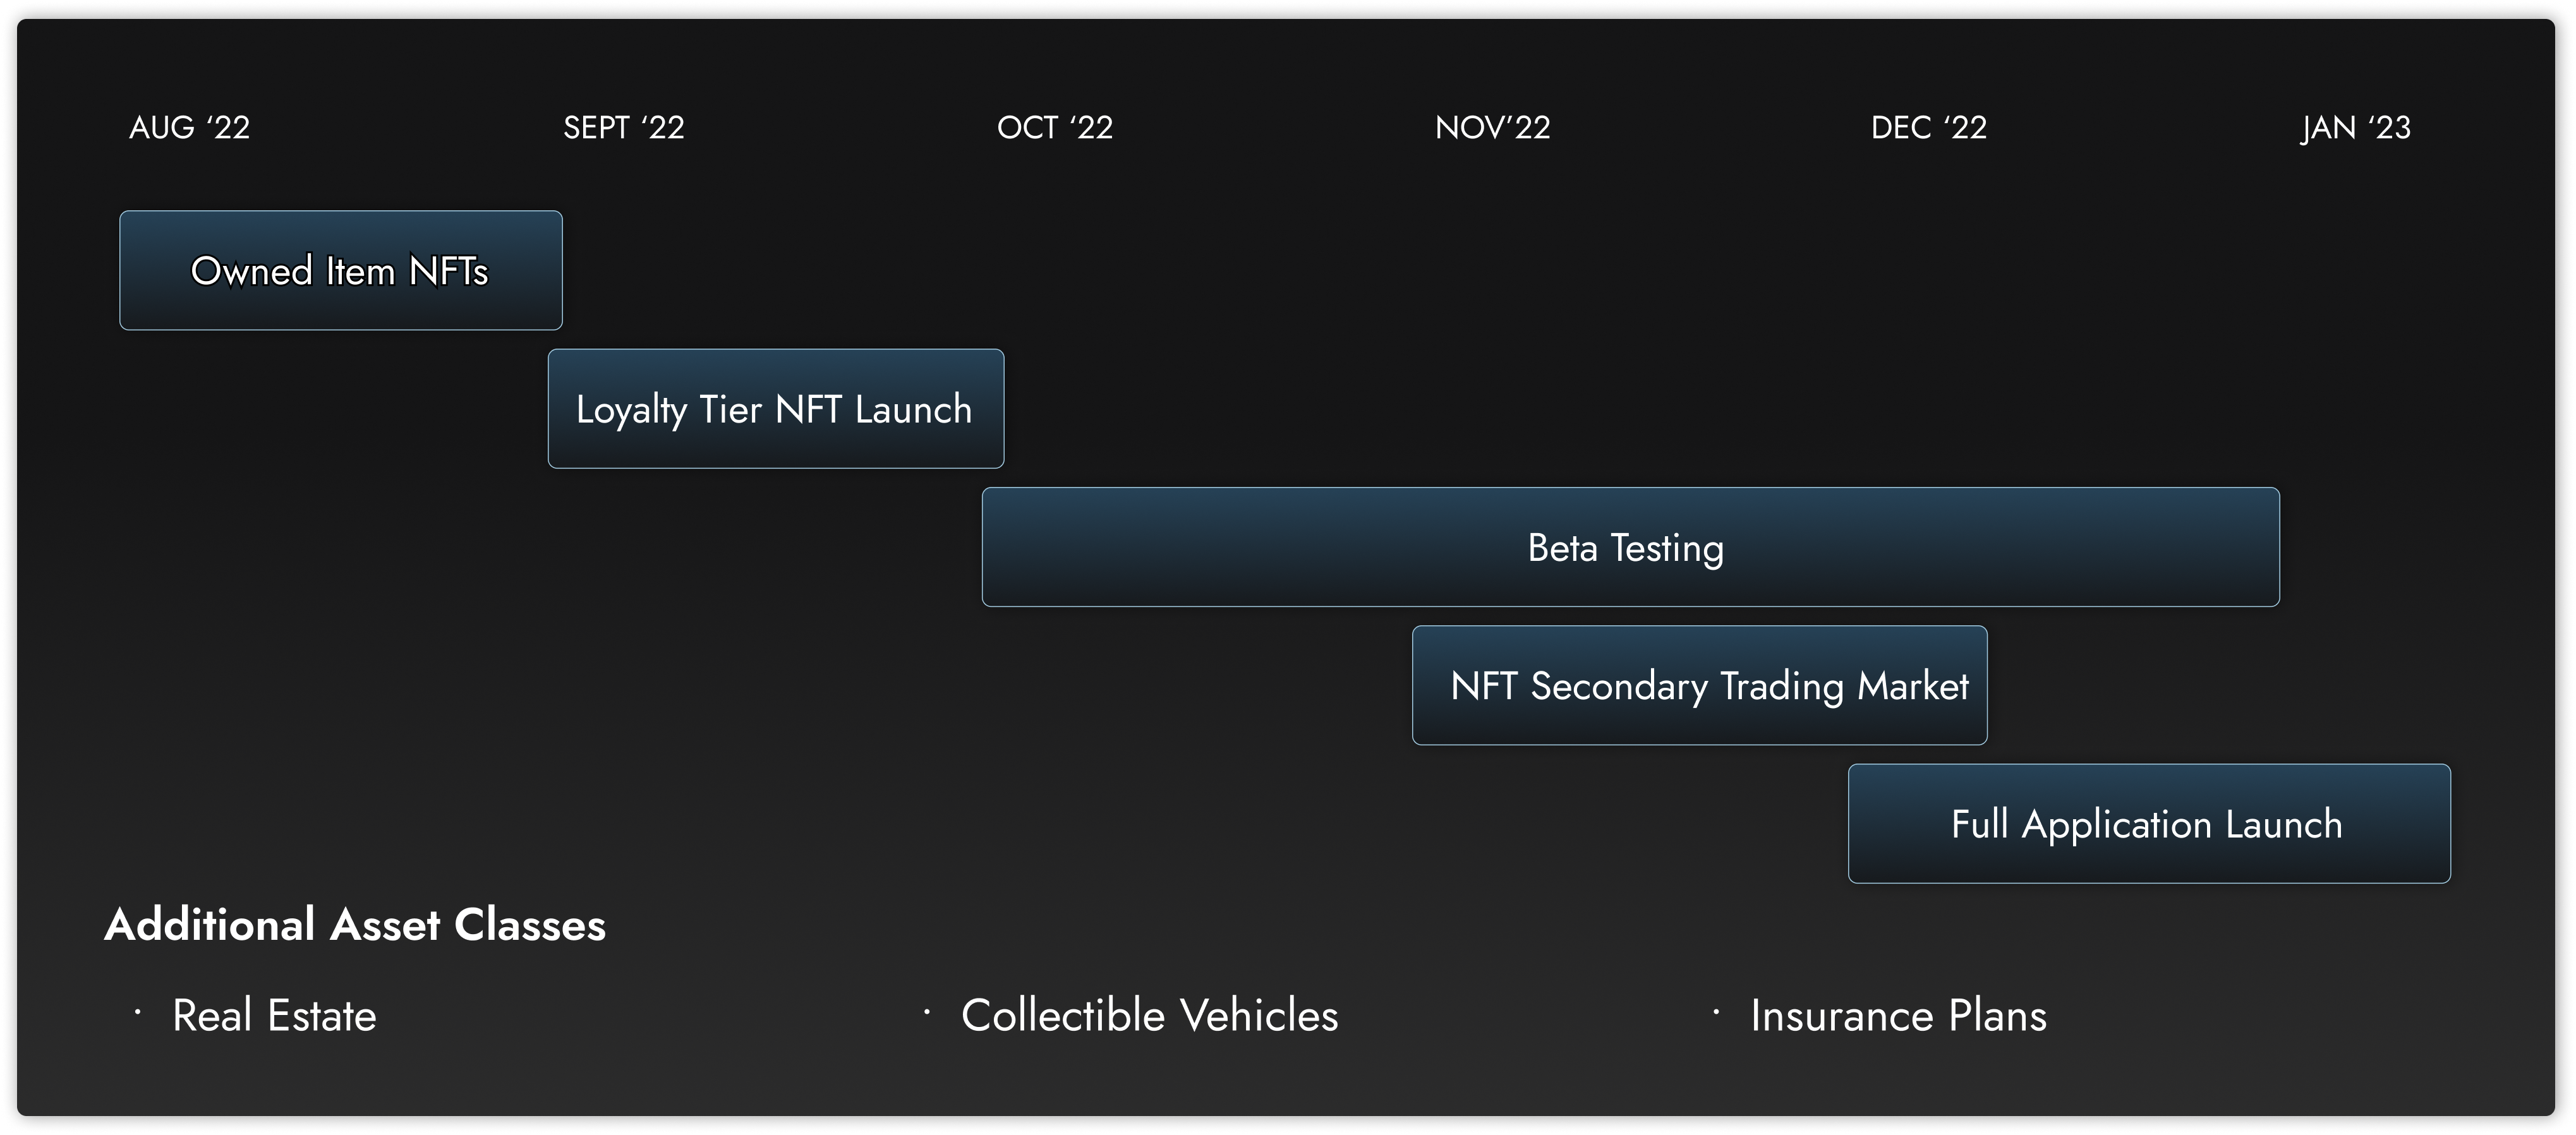 AUG ‘22
SEPT ‘22
OCT ‘22
NOV’22
DEC ‘22
JAN ‘23
Owned Item NFTs
Loyalty Tier NFT Launch
Beta Testing
NFT Secondary Trading Market
Full Application Launch
Additional Asset Classes
· Real Estate
· Collectible Vehicles
· Insurance Plans